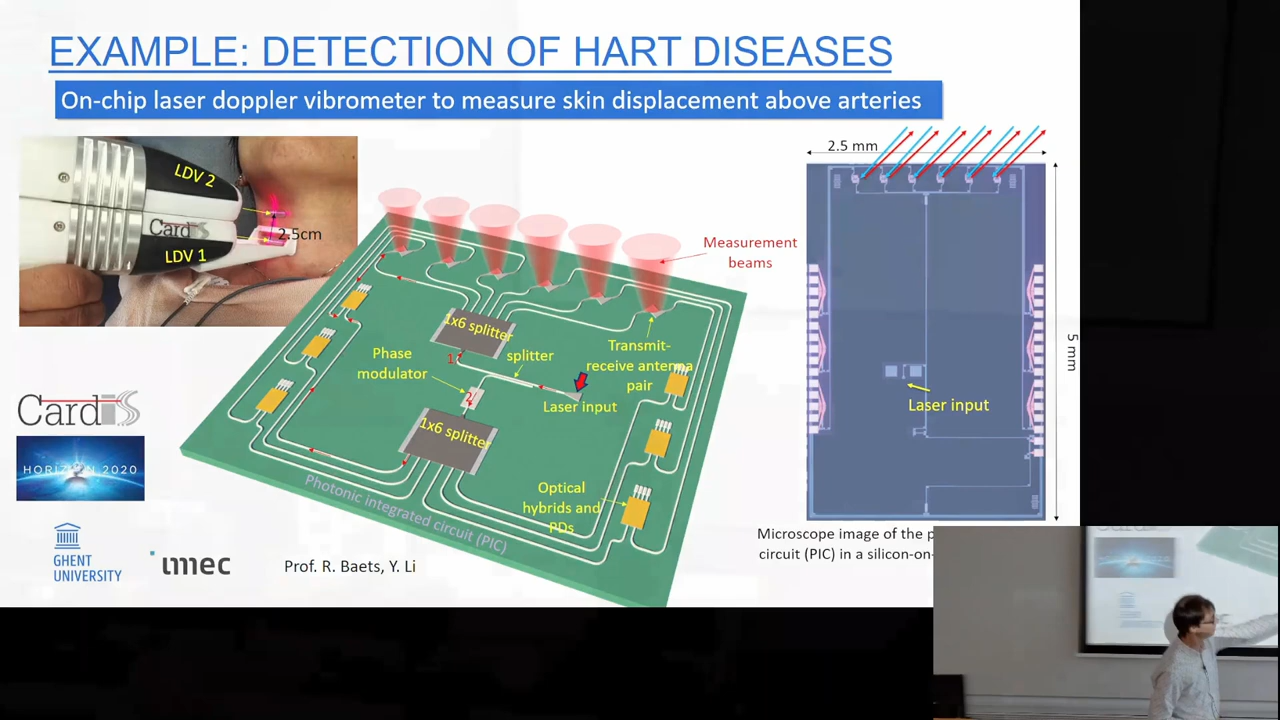 EXAMPLE: DETECTION OF HART DISEASES
On-chip laser doppler vibrometer to measure skin displacement above arteries
LDV 2
CardiS
LDV 1
2.5cm
Measurement
beams
1x6 splitter
Phase
modulator
1
splitter
Transmit-
receive antenna
pair
2
Laser input
1x6 splitter
Optical
hybrids and
PDs
Photonic integrated circuit (PIC)
2.5 mm
5 mm
Laser input
Microscope image of the p
circuit (PIC) in a silicon-on-
CardiS
HORIZON 2020
GHENT
UNIVERSITY
imec
Prof. R. Baets, Y. Li